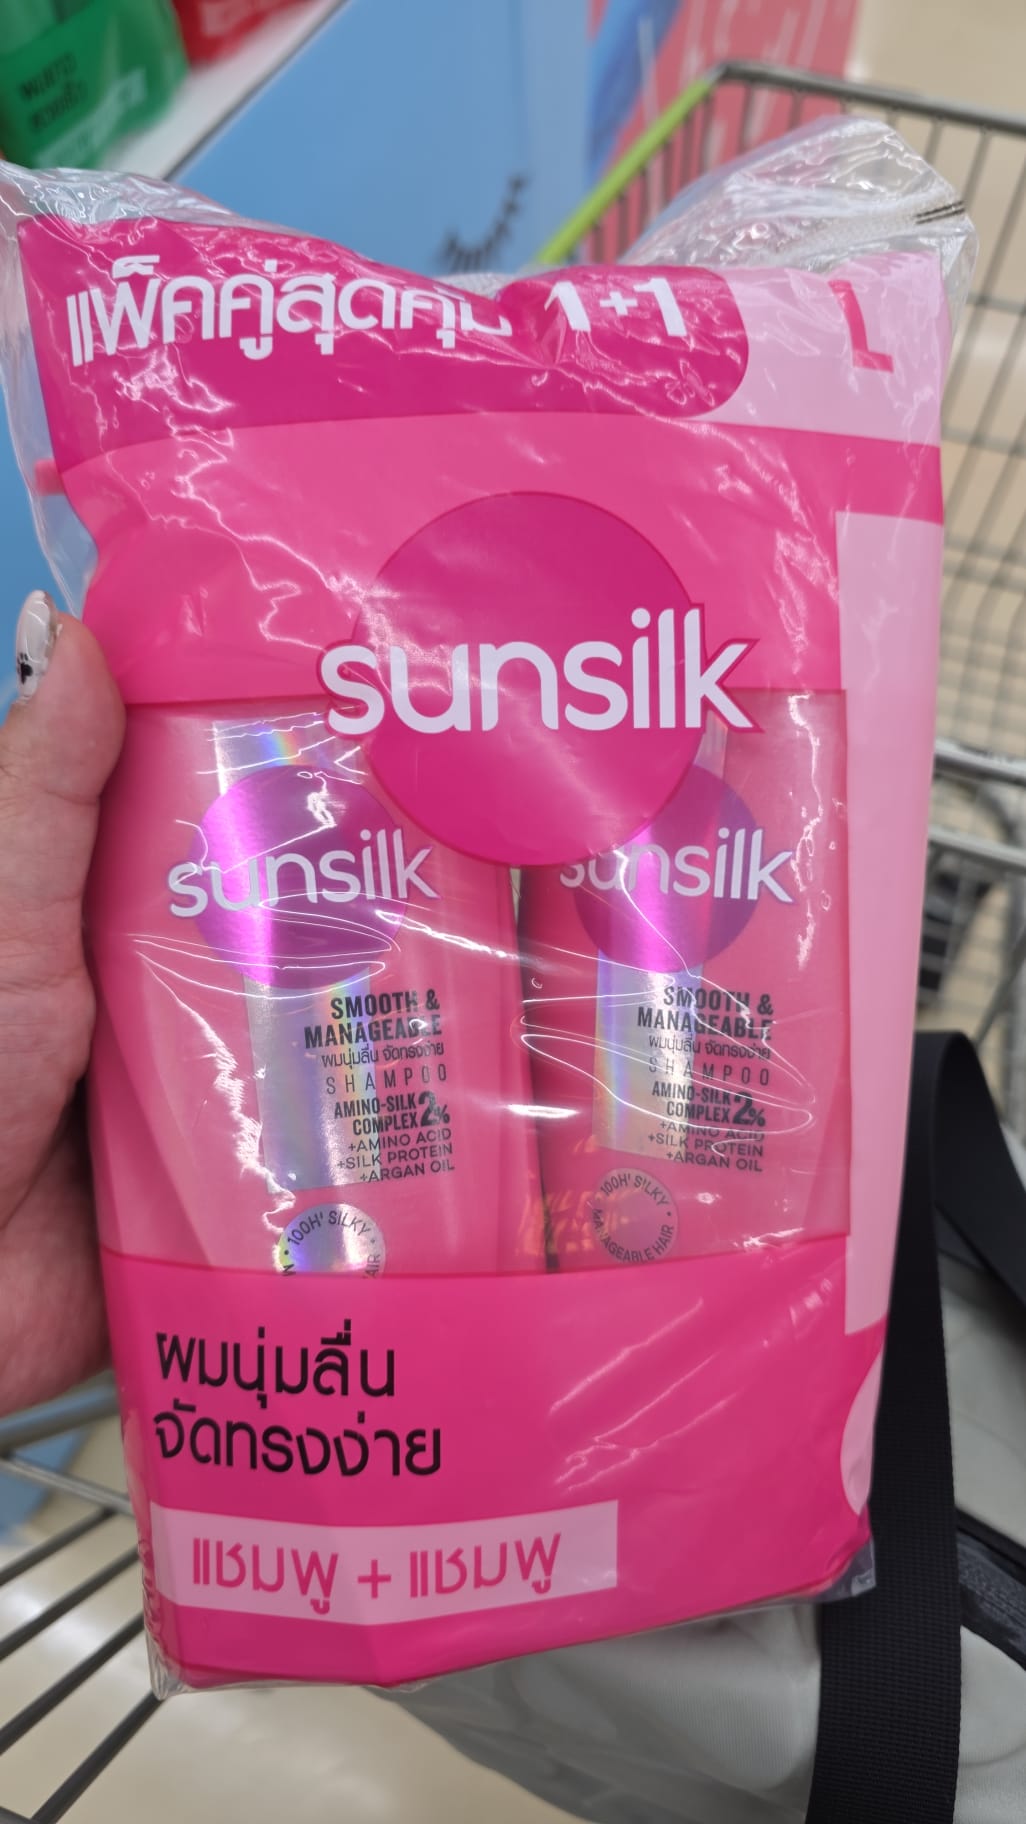 แพ็คคู่สุดคุ้ม 1+1
sunsilk
sunsilk
SMOOTH &
MANAGEABLE
ผมนุ่มลื่น จัดทรงง่าย
SHAMPOO
AMINO-SILK
COMPLEX 2%
+AMINO ACID
+SILK PROTEIN
+ARGAN OIL
100H' SILKY
sunsilk
SMOOTH &
MANAGEABLE
ผมนุ่มลื่น จัดทรงง่าย
SHAMPOO
AMINO-SILK
COMPLEX 2%
+AMINO ACID
+SILK PROTEIN
+ARGAN OIL
100H' SILKY
MANAGEABLE HAIR
ผมนุ่มลื่น
จัดทรงง่าย
แชมพู + แชมพู